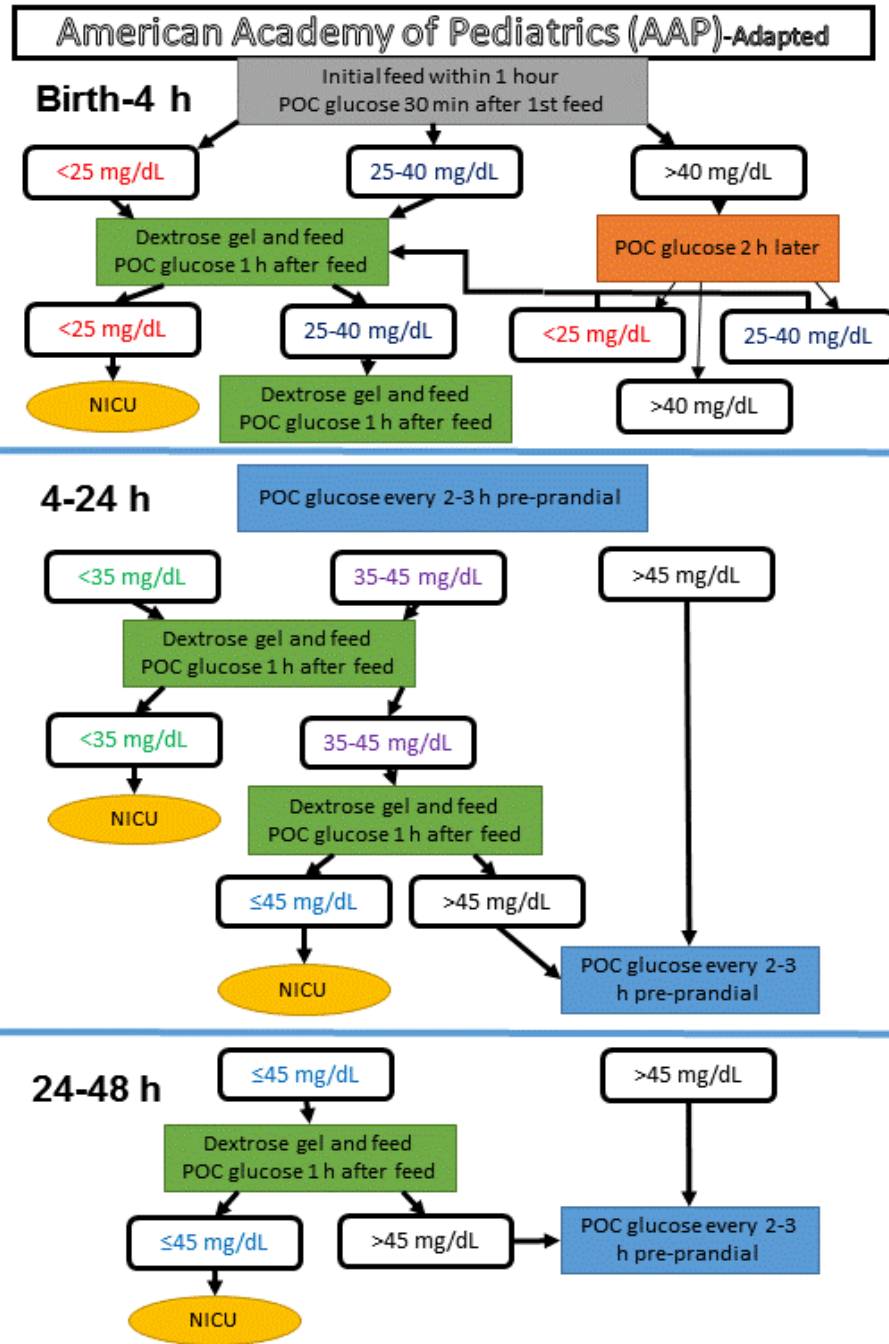 American Academy of Pediatrics (AAP)-Adapted
Birth-4 h
Initial feed within 1 hour
POC glucose 30 min after 1st feed
<25 mg/dL
25-40 mg/dL
>40 mg/dL
Dextrose gel and feed
POC glucose 1 h after feed
POC glucose 2 h later
<25 mg/dL
25-40 mg/dL
<25 mg/dL
25-40 mg/dL
NICU
Dextrose gel and feed
POC glucose 1 h after feed
>40 mg/dL
4-24 h
POC glucose every 2-3 h pre-prandial
<35 mg/dL
35-45 mg/dL
>45 mg/dL
Dextrose gel and feed
POC glucose 1 h after feed
<35 mg/dL
35-45 mg/dL
NICU
Dextrose gel and feed
POC glucose 1 h after feed
≤45 mg/dL
>45 mg/dL
NICU
POC glucose every 2-3
h pre-prandial
24-48 h
≤45 mg/dL
>45 mg/dL
Dextrose gel and feed
POC glucose 1 h after feed
≤45 mg/dL
>45 mg/dL
POC glucose every 2-3
h pre-prandial
NICU